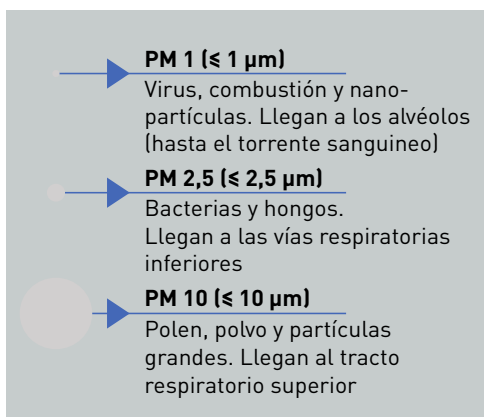 PM 1 (≤ 1 µm)
Virus, combustión y nano-
partículas. Llegan a los alvéolos
(hasta el torrente sanguineo)
PM 2,5 (≤ 2,5 µm)
Bacterias y hongos.
Llegan a las vías respiratorias
inferiores
PM 10 (≤ 10 µm)
Polen, polvo y partículas
grandes. Llegan al tracto
respiratorio superior